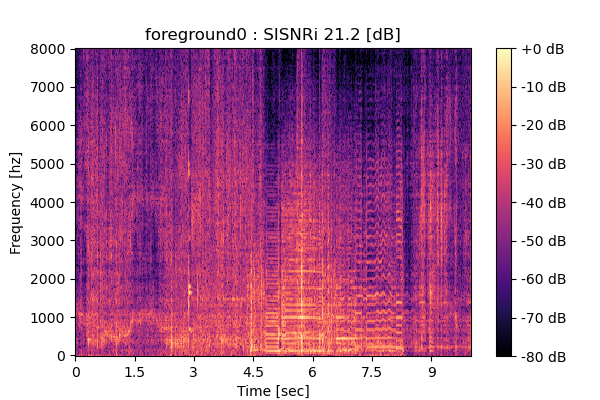 foreground0 : SISNRi 21.2 [dB]
8000
7000
6000
5000
4000
3000
2000
1000
0
Frequency [hz]
0 1.5 3 4.5 6 7.5 9
Time [sec]
+0 dB
-10 dB
-20 dB
-30 dB
-40 dB
-50 dB
-60 dB
-70 dB
-80 dB